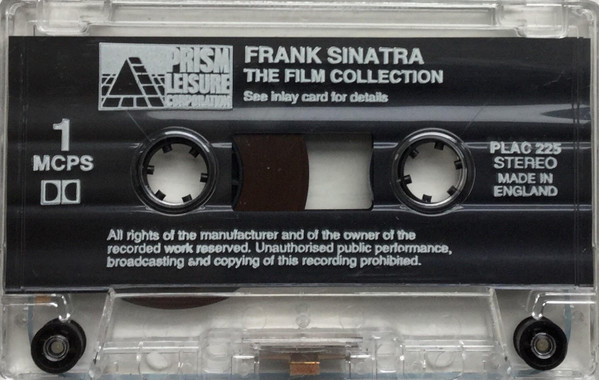 PRISM
LEISURE
CORPORATION
FRANK SINATRA
THE FILM COLLECTION
See inlay card for details
1
MCPS
PLAC 225
STEREO
MADE IN
ENGLAND
All rights of the manufacturer and of the owner of the
recorded work reserved. Unauthorised public performance,
broadcasting and copying of this recording prohibited.